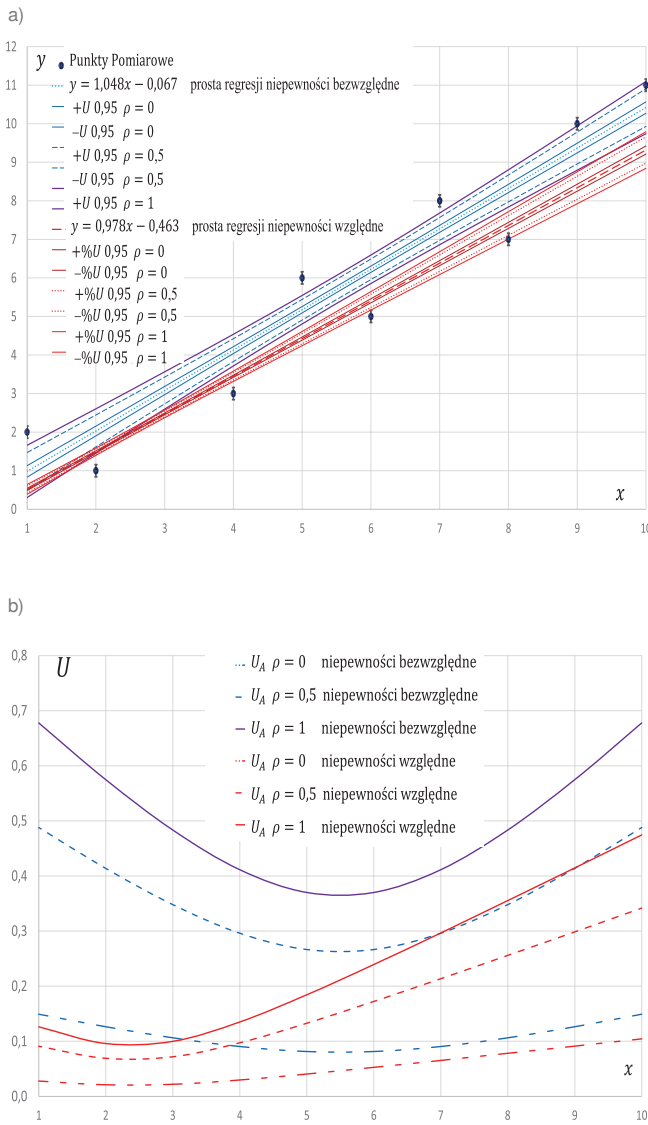 a)
12
11
10
9
8
7
6
5
4
3
2
1
0
y
Punkty Pomiarowe
y = 1,048x − 0,067 prosta regresji niepewności bezwzględne
+U 0,95 ρ = 0
−U 0,95 ρ = 0
+U 0,95 ρ = 0,5
−U 0,95 ρ = 0,5
+U 0,95 ρ = 1
y = 0,978x − 0,463 prosta regresji niepewności względne
+%U 0,95 ρ = 0
−%U 0,95 ρ = 0
+%U 0,95 ρ = 0,5
−%U 0,95 ρ = 0,5
+%U 0,95 ρ = 1
−%U 0,95 ρ = 1
x
1 2 3 4 5 6 7 8 9 10
b)
0,8
0,7
0,6
0,5
0,4
0,3
0,2
0,1
0,0
U
U_A ρ = 0 niepewności bezwzględne
U_A ρ = 0,5 niepewności bezwzględne
U_A ρ = 1 niepewności bezwzględne
U_A ρ = 0 niepewności względne
U_A ρ = 0,5 niepewności względne
U_A ρ = 1 niepewności względne
x
1 2 3 4 5 6 7 8 9 10